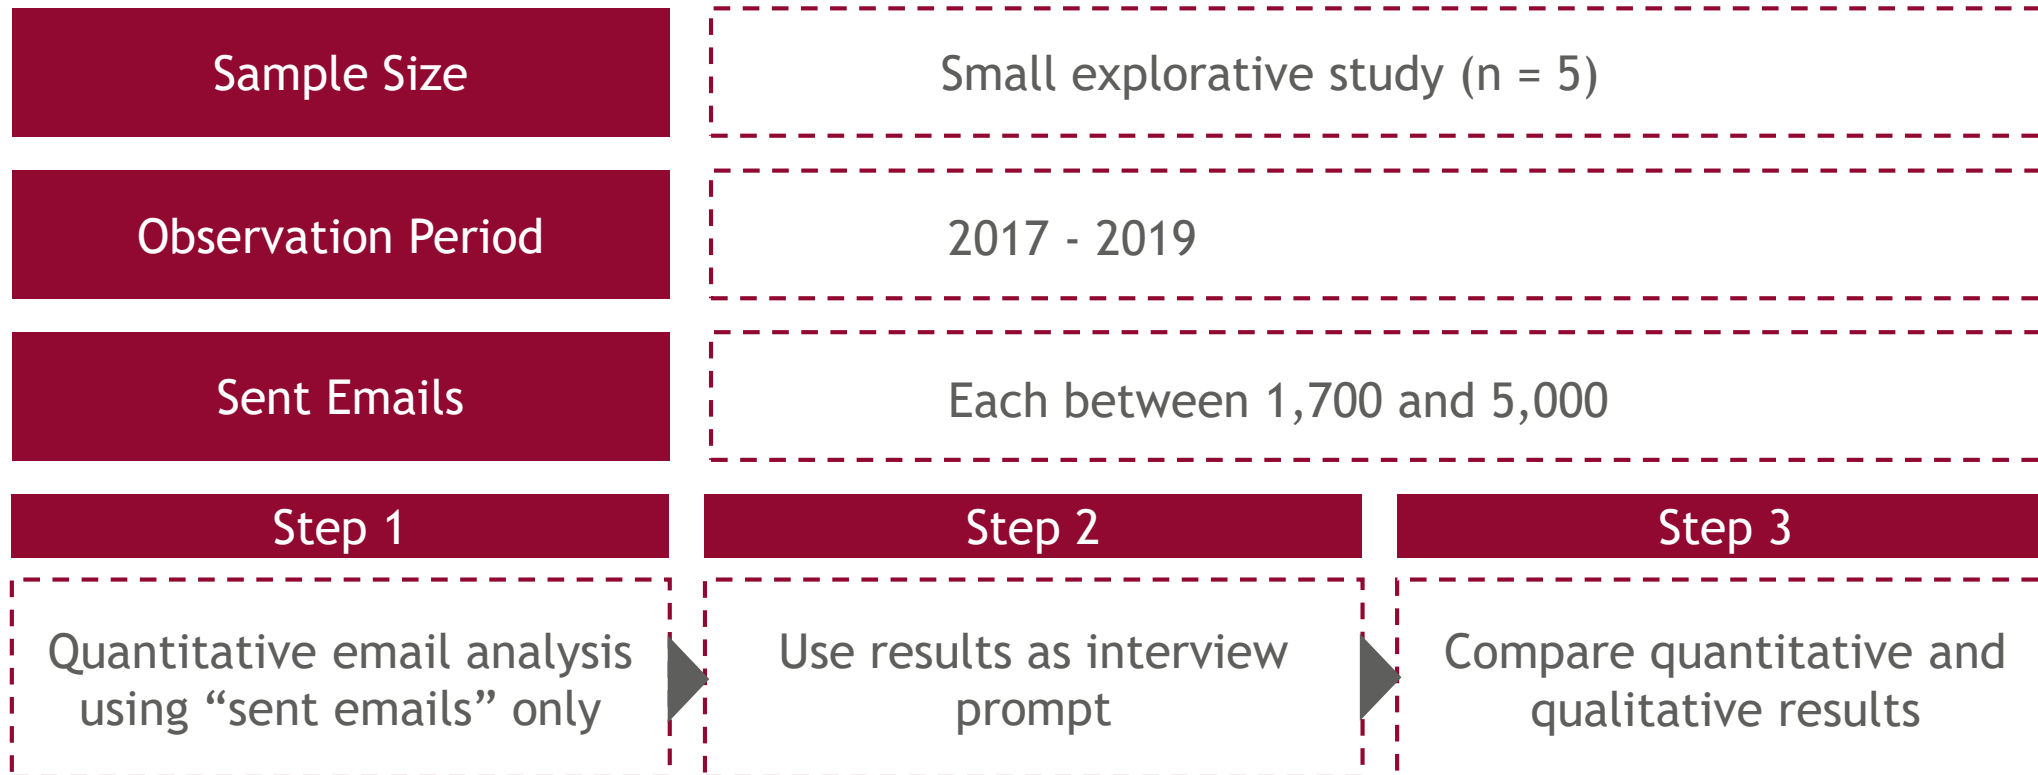 Sample Size
Small explorative study (n = 5)
Observation Period
2017 - 2019
Sent Emails
Each between 1,700 and 5,000
Step 1
Step 2
Step 3
Quantitative email analysis
using “sent emails” only
Use results as interview
prompt
Compare quantitative and
qualitative results